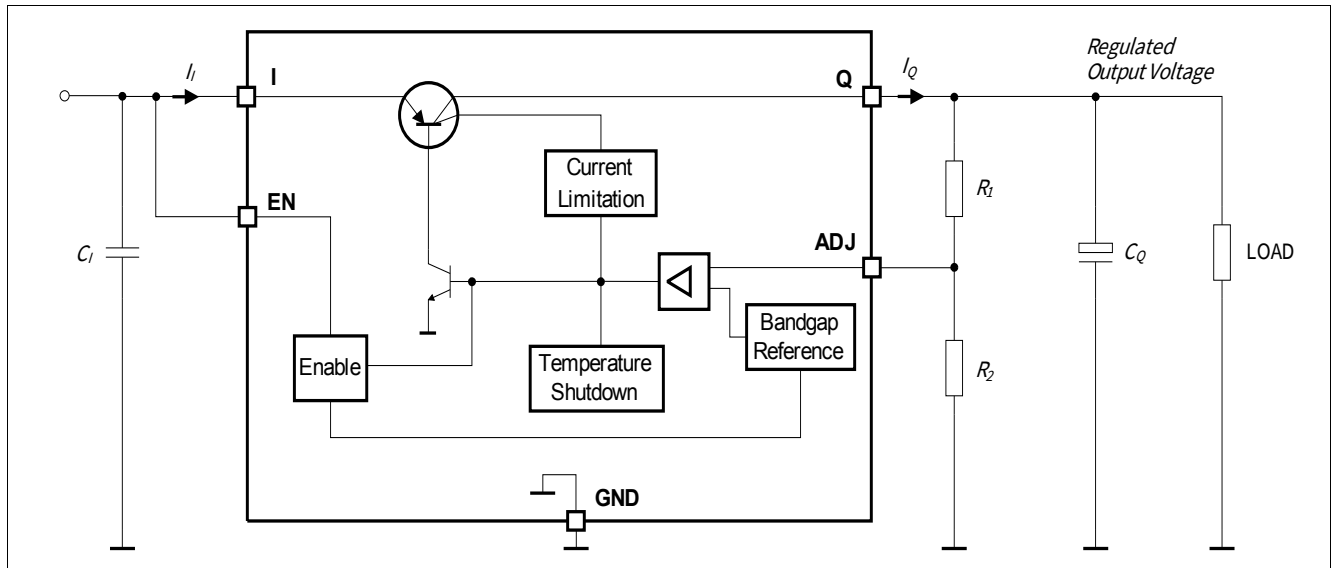 Regulated
Output Voltage
I_I
I
Q
I_Q
Current
Limitation
R_1
EN
ADJ
C_I
C_Q
LOAD
Bandgap
Reference
Enable
Temperature
Shutdown
R_2
GND